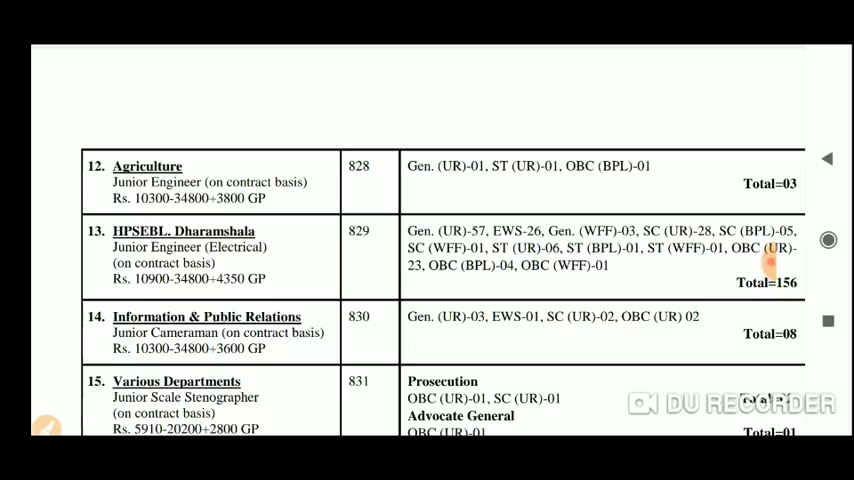 12. Agriculture
Junior Engineer (on contract basis)
Rs. 10300-34800+3800 GP
828
Gen. (UR)-01, ST (UR)-01, OBC (BPL)-01
Total=03
13. HPSEBL. Dharamshala
Junior Engineer (Electrical)
(on contract basis)
Rs. 10900-34800+4350 GP
829
Gen. (UR)-57, EWS-26, Gen. (WFF)-03, SC (UR)-28, SC (BPL)-05,
SC (WFF)-01, ST (UR)-06, ST (BPL)-01, ST (WFF)-01, OBC (UR)-
23, OBC (BPL)-04, OBC (WFF)-01
Total=156
14. Information & Public Relations
Junior Cameraman (on contract basis)
Rs. 10300-34800+3600 GP
830
Gen. (UR)-03, EWS-01, SC (UR)-02, OBC (UR) 02
Total=08
15. Various Departments
Junior Scale Stenographer
(on contract basis)
Rs. 5910-20200+2800 GP
831
Prosecution
OBC (UR)-01, SC (UR)-01
Advocate General
OBC (UR)-01
Total=01
DU RECORDER